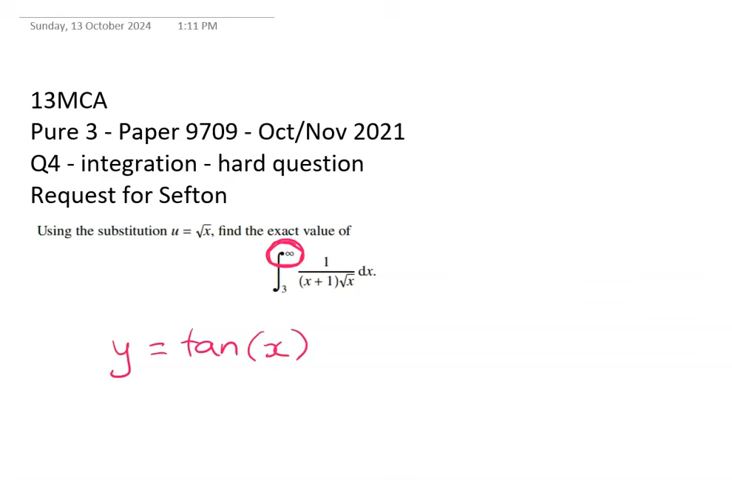 Sunday, 13 October 2024 1:11 PM
13MCA
Pure 3 - Paper 9709 - Oct/Nov 2021
Q4 - integration - hard question
Request for Sefton
Using the substitution u = √x, find the exact value of
∫₃^∞ 1/((x + 1)√x) dx.
y = tan(x)